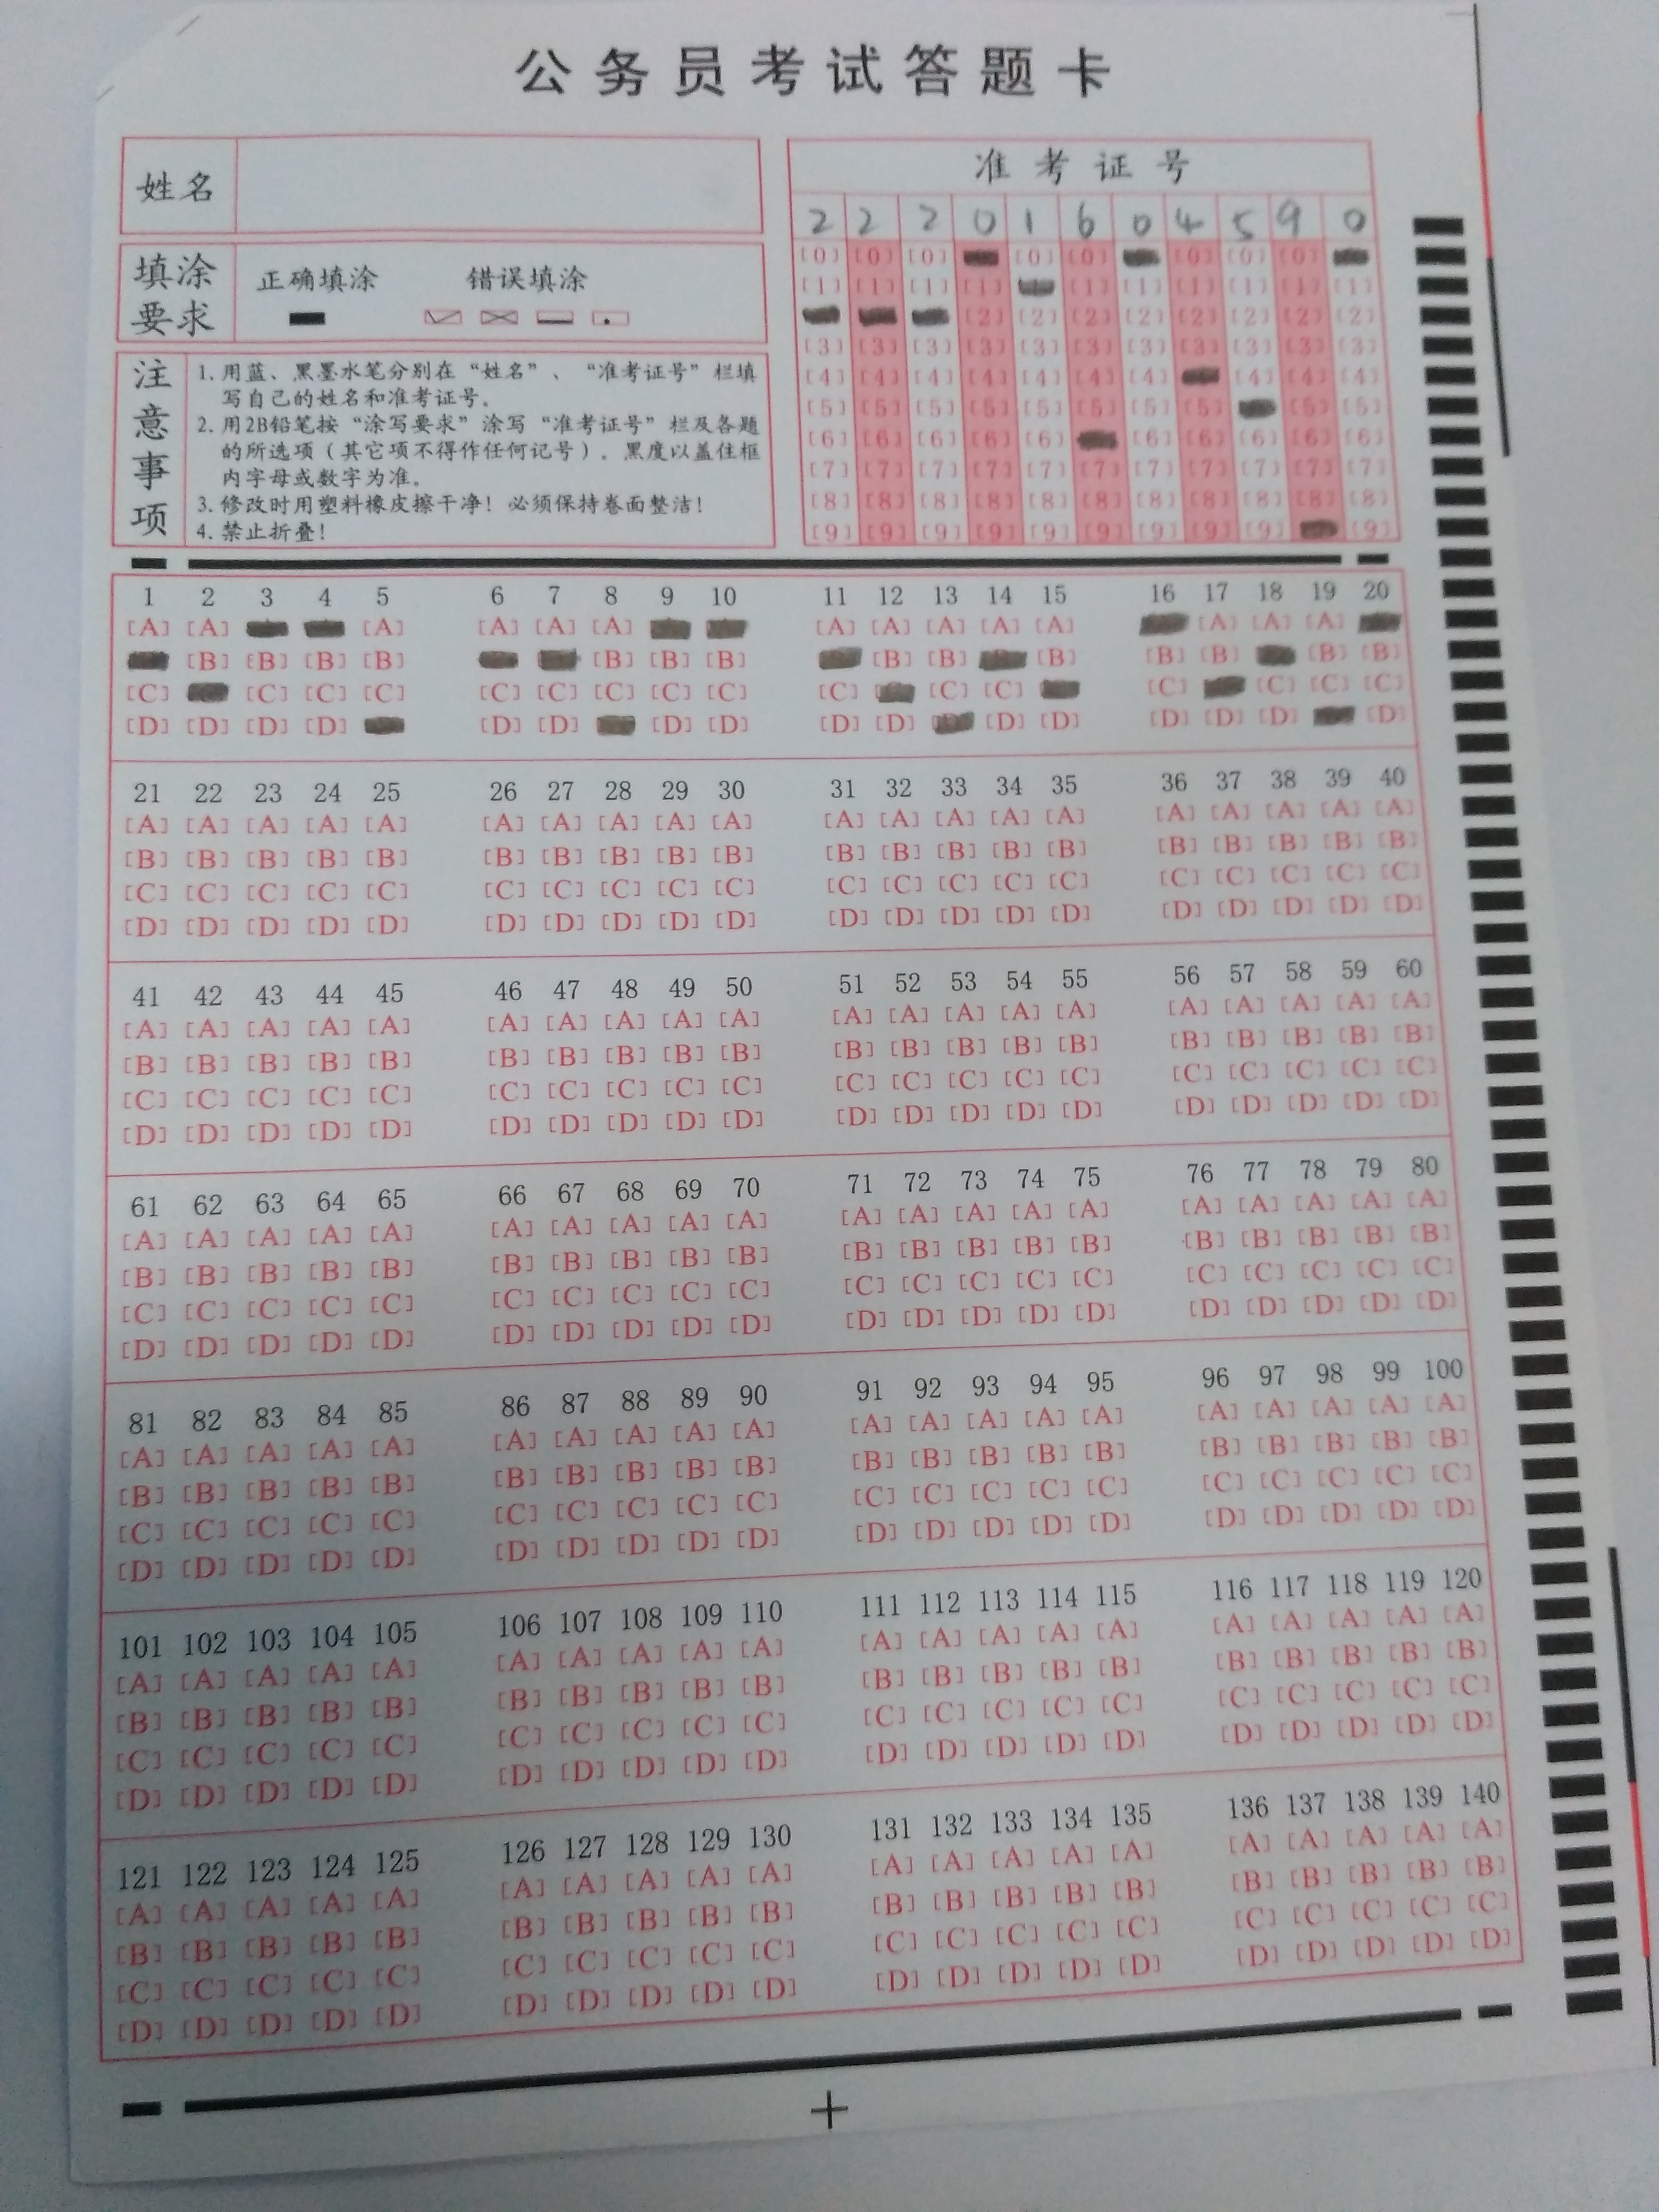 公务员考试答题卡
姓名
准考证号
2 2 2 0 1 6 0 4 5 9 0
填涂要求
正确填涂 错误填涂
注意事项
1. 用蓝、黑墨水笔分别在“姓名”、“准考证号”栏填
写自己的姓名和准考证号。
2. 用2B铅笔按“涂写要求”涂写“准考证号”栏及各题
的所选项（其它项不得作任何记号）。黑度以盖住框
内字母或数字为准。
3. 修改时用塑料橡皮擦干净！必须保持卷面整洁！
4. 禁止折叠！
[0] [0] [0] [0] [0] [0] [0]
[1] [1] [1] [1] [1] [1] [1] [1] [1] [1]
[2] [2] [2] [2] [2] [2] [2] [2]
[3] [3] [3] [3] [3] [3] [3] [3] [3] [3] [3]
[4] [4] [4] [4] [4] [4] [4] [4] [4] [4]
[5] [5] [5] [5] [5] [5] [5] [5] [5] [5]
[6] [6] [6] [6] [6] [6] [6] [6] [6] [6]
[7] [7] [7] [7] [7] [7] [7] [7] [7] [7] [7]
[8] [8] [8] [8] [8] [8] [8] [8] [8] [8] [8]
[9] [9] [9] [9] [9] [9] [9] [9] [9] [9]
1 2 3 4 5 6 7 8 9 10 11 12 13 14 15 16 17 18 19 20
[A] [A] [A] [A] [A] [A] [A] [A] [A] [A] [A] [A] [A] [A]
[B] [B] [B] [B] [B] [B] [B] [B] [B] [B] [B] [B] [B] [B]
[C] [C] [C] [C] [C] [C] [C] [C] [C] [C] [C] [C] [C] [C] [C] [C]
[D] [D] [D] [D] [D] [D] [D] [D] [D] [D] [D] [D] [D] [D] [D] [D]
21 22 23 24 25 26 27 28 29 30 31 32 33 34 35 36 37 38 39 40
[A] [A] [A] [A] [A] [A] [A] [A] [A] [A] [A] [A] [A] [A] [A] [A] [A] [A] [A] [A]
[B] [B] [B] [B] [B] [B] [B] [B] [B] [B] [B] [B] [B] [B] [B] [B] [B] [B] [B] [B]
[C] [C] [C] [C] [C] [C] [C] [C] [C] [C] [C] [C] [C] [C] [C] [C] [C] [C] [C] [C]
[D] [D] [D] [D] [D] [D] [D] [D] [D] [D] [D] [D] [D] [D] [D] [D] [D] [D] [D] [D]
41 42 43 44 45 46 47 48 49 50 51 52 53 54 55 56 57 58 59 60
[A] [A] [A] [A] [A] [A] [A] [A] [A] [A] [A] [A] [A] [A] [A] [A] [A] [A] [A] [A]
[B] [B] [B] [B] [B] [B] [B] [B] [B] [B] [B] [B] [B] [B] [B] [B] [B] [B] [B] [B]
[C] [C] [C] [C] [C] [C] [C] [C] [C] [C] [C] [C] [C] [C] [C] [C] [C] [C] [C] [C]
[D] [D] [D] [D] [D] [D] [D] [D] [D] [D] [D] [D] [D] [D] [D] [D] [D] [D] [D] [D]
61 62 63 64 65 66 67 68 69 70 71 72 73 74 75 76 77 78 79 80
[A] [A] [A] [A] [A] [A] [A] [A] [A] [A] [A] [A] [A] [A] [A] [A] [A] [A] [A] [A]
[B] [B] [B] [B] [B] [B] [B] [B] [B] [B] [B] [B] [B] [B] [B] [B] [B] [B] [B] [B]
[C] [C] [C] [C] [C] [C] [C] [C] [C] [C] [C] [C] [C] [C] [C] [C] [C] [C] [C] [C]
[D] [D] [D] [D] [D] [D] [D] [D] [D] [D] [D] [D] [D] [D] [D] [D] [D] [D] [D] [D]
81 82 83 84 85 86 87 88 89 90 91 92 93 94 95 96 97 98 99 100
[A] [A] [A] [A] [A] [A] [A] [A] [A] [A] [A] [A] [A] [A] [A] [A] [A] [A] [A] [A]
[B] [B] [B] [B] [B] [B] [B] [B] [B] [B] [B] [B] [B] [B] [B] [B] [B] [B] [B] [B]
[C] [C] [C] [C] [C] [C] [C] [C] [C] [C] [C] [C] [C] [C] [C] [C] [C] [C] [C] [C]
[D] [D] [D] [D] [D] [D] [D] [D] [D] [D] [D] [D] [D] [D] [D] [D] [D] [D] [D] [D]
101 102 103 104 105 106 107 108 109 110 111 112 113 114 115 116 117 118 119 120
[A] [A] [A] [A] [A] [A] [A] [A] [A] [A] [A] [A] [A] [A] [A] [A] [A] [A] [A] [A]
[B] [B] [B] [B] [B] [B] [B] [B] [B] [B] [B] [B] [B] [B] [B] [B] [B] [B] [B] [B]
[C] [C] [C] [C] [C] [C] [C] [C] [C] [C] [C] [C] [C] [C] [C] [C] [C] [C] [C] [C]
[D] [D] [D] [D] [D] [D] [D] [D] [D] [D] [D] [D] [D] [D] [D] [D] [D] [D] [D] [D]
121 122 123 124 125 126 127 128 129 130 131 132 133 134 135 136 137 138 139 140
[A] [A] [A] [A] [A] [A] [A] [A] [A] [A] [A] [A] [A] [A] [A] [A] [A] [A] [A] [A]
[B] [B] [B] [B] [B] [B] [B] [B] [B] [B] [B] [B] [B] [B] [B] [B] [B] [B] [B] [B]
[C] [C] [C] [C] [C] [C] [C] [C] [C] [C] [C] [C] [C] [C] [C] [C] [C] [C] [C] [C]
[D] [D] [D] [D] [D] [D] [D] [D] [D] [D] [D] [D] [D] [D] [D] [D] [D] [D] [D] [D]